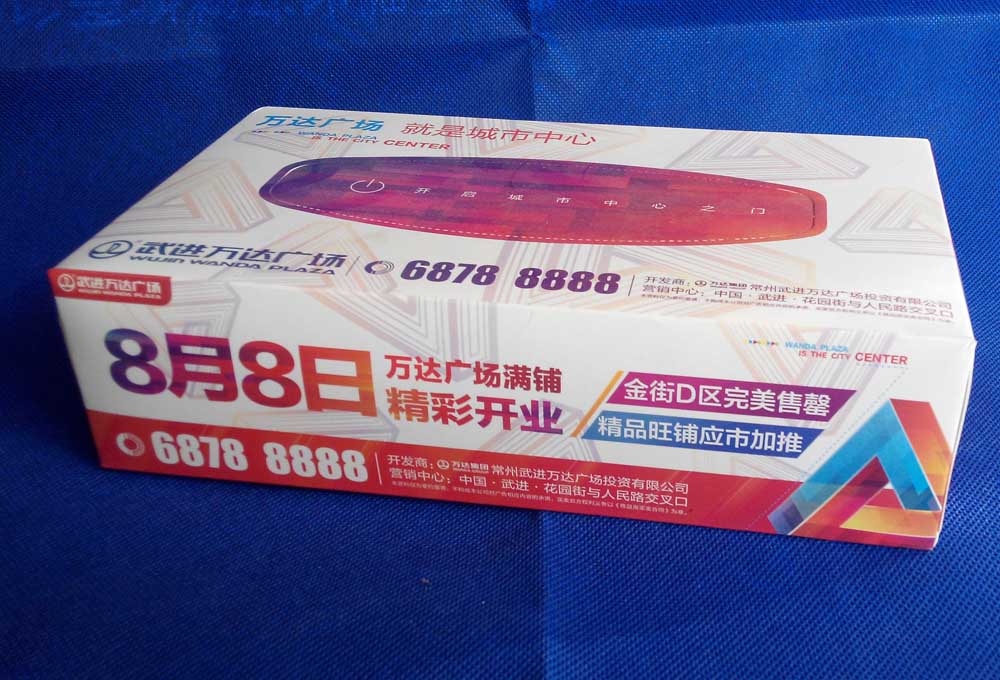 万达广场 就是城市中心
WANDA PLAZA
IS THE CITY CENTER
开启城市中心之门
武进万达广场
WUJIN WANDA PLAZA
6878 8888
开发商：万达集团 常州武进万达广场投资有限公司
营销中心：中国·武进·花园街与人民路交叉口
武进万达广场
WUJIN WANDA PLAZA
WANDA PLAZA
IS THE CITY CENTER
8月8日
万达广场满铺
精彩开业
金街D区完美售罄
精品旺铺应市加推
6878 8888
开发商：万达集团 常州武进万达广场投资有限公司
营销中心：中国·武进·花园街与人民路交叉口